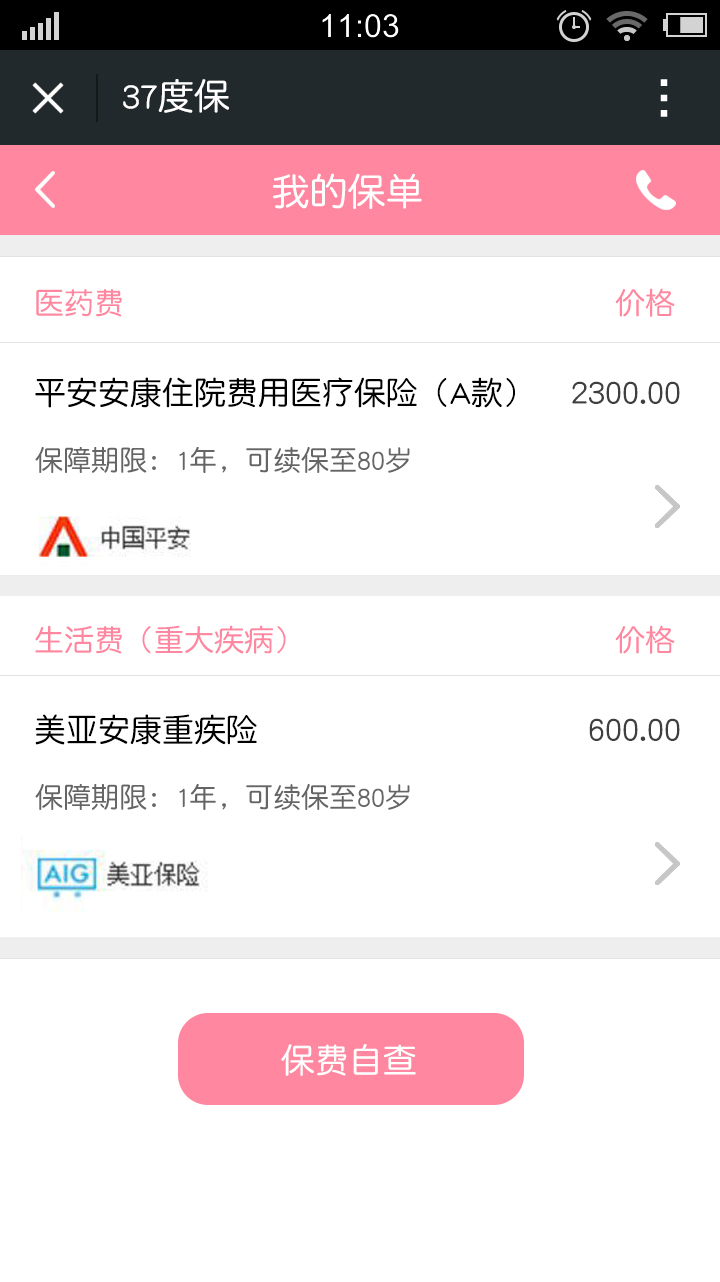 11:03
37度保
我的保单
医药费 价格
平安安康住院费用医疗保险（A款） 2300.00
保障期限：1年，可续保至80岁
中国平安
生活费（重大疾病） 价格
美亚安康重疾险 600.00
保障期限：1年，可续保至80岁
AIG 美亚保险
保费自查